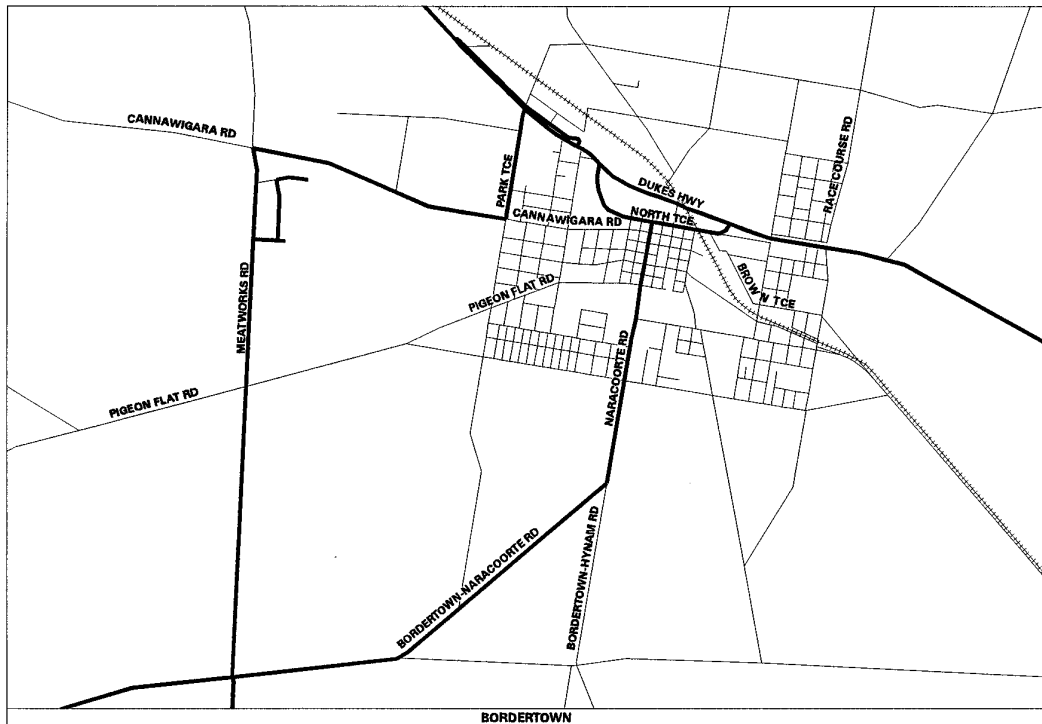 CANNAWIGARA RD
PARK TCE
DUKES HWY
RACE COURSE RD
CANNAWIGARA RD
NORTH TCE
MEATWORKS RD
PIGEON FLAT RD
BROWN TCE
PIGEON FLAT RD
NARACOORTE RD
BORDERTOWN-NARACOORTE RD
BORDERTOWN-HYNAM RD
BORDERTOWN